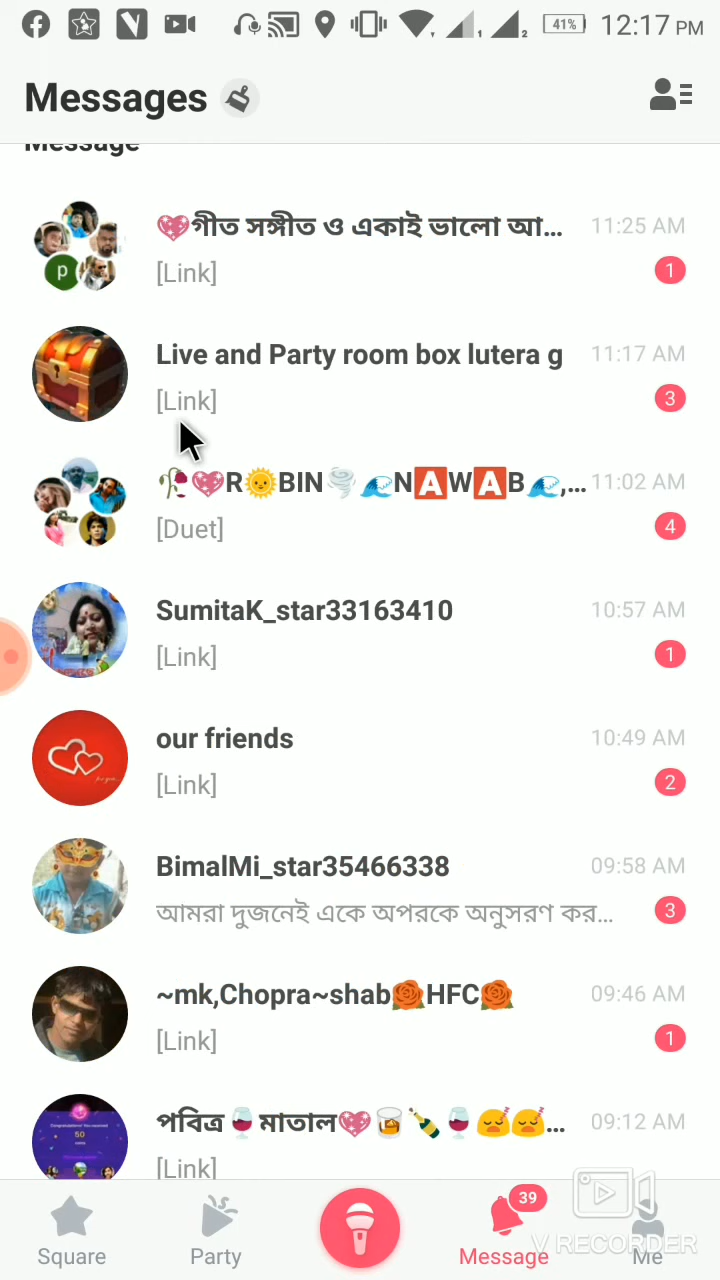 41% 12:17 PM
Messages
Message
💖গীত সঙ্গীত ও একাই ভালো আ... 11:25 AM
[Link] 1
Live and Party room box lutera g 11:17 AM
[Link] 3
🥀💖R🌞BIN🌪️🌊N🅰️W🅰️B🌊,... 11:02 AM
[Duet] 4
SumitaK_star33163410 10:57 AM
[Link] 1
our friends 10:49 AM
[Link] 2
BimalMi_star35466338 09:58 AM
আমরা দুজনেই একে অপরকে অনুসরণ কর... 3
~mk,Chopra~shab🏵️HFC🏵️ 09:46 AM
[Link] 1
পবিত্র🍷মাতাল💖🥃🍾🍷😴😴... 09:12 AM
[Link]
39
Square Party Message Me
V RECORDER